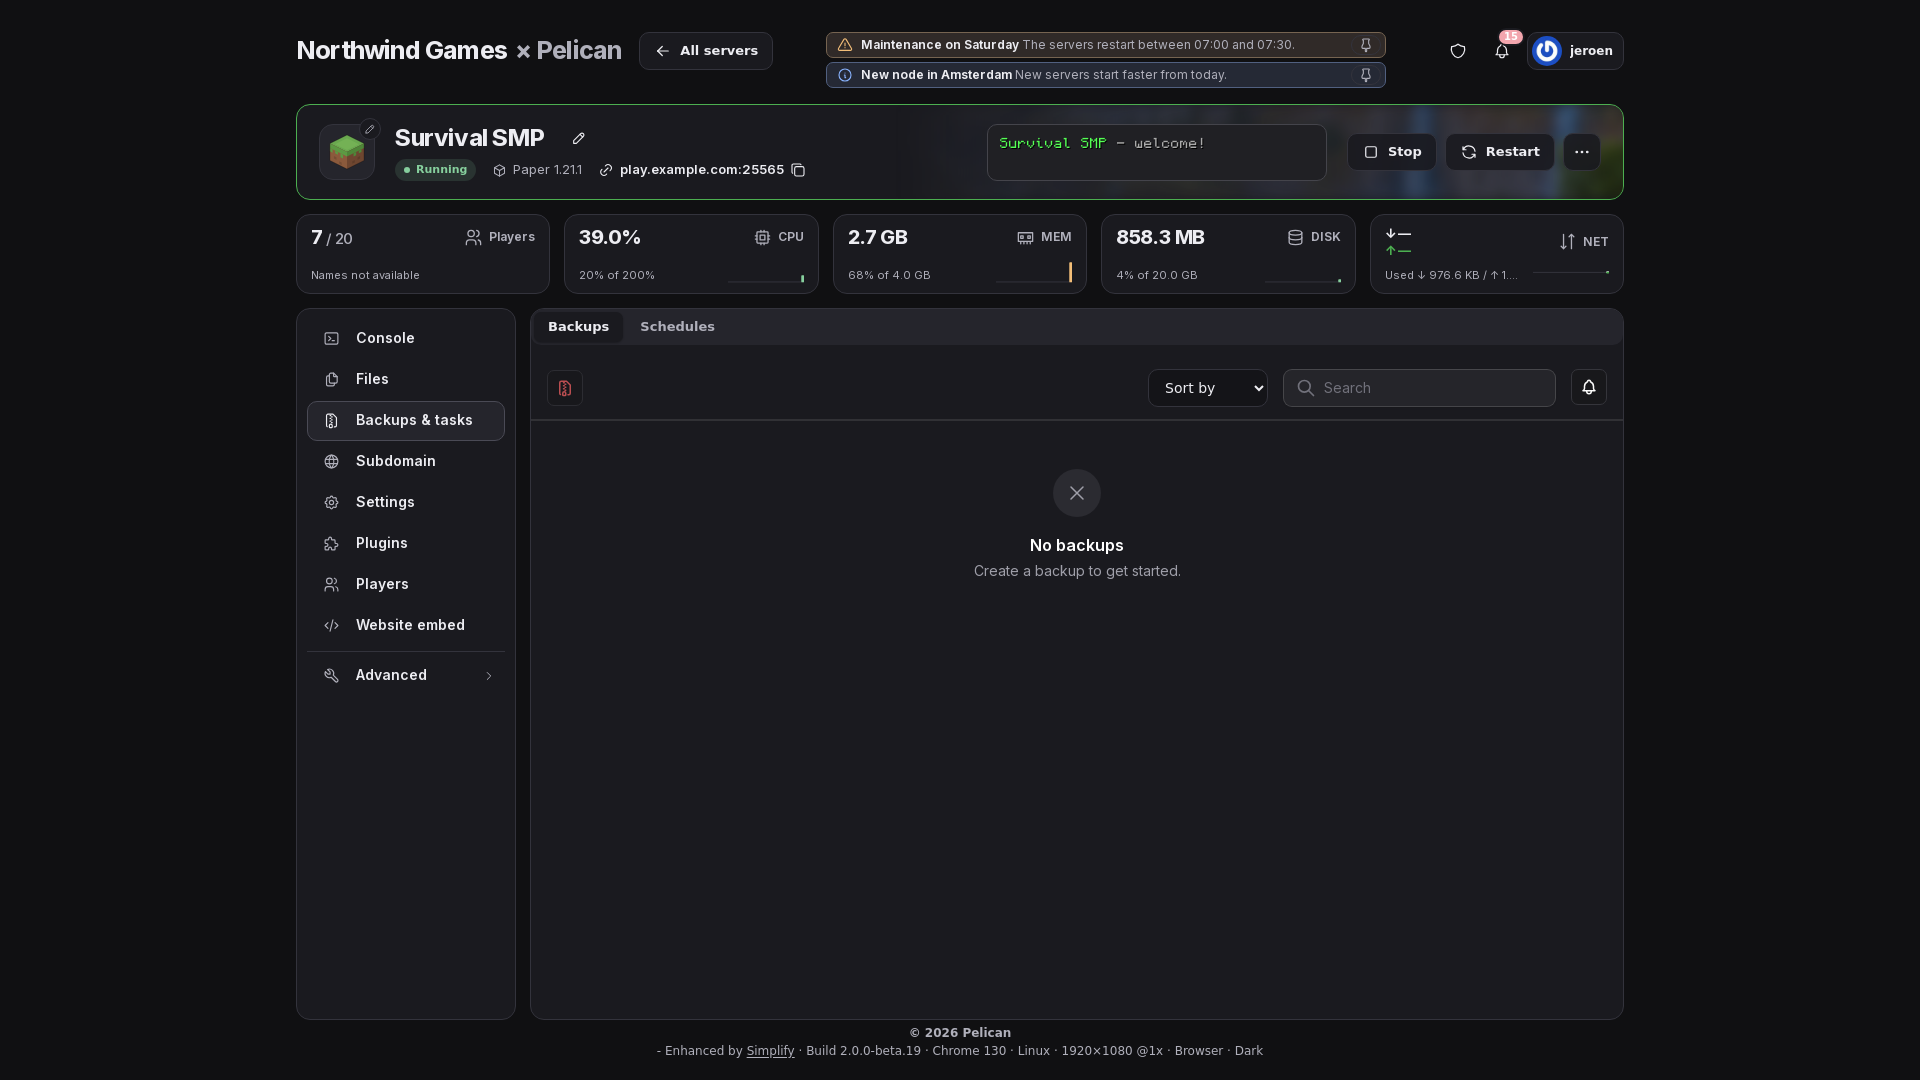 Northwind Games × Pelican
All servers
Maintenance on Saturday The servers restart between 07:00 and 07:30.
New node in Amsterdam New servers start faster from today.
15
jeroen
Survival SMP
Running
Paper 1.21.1
play.example.com:25565
Survival SMP - welcome!
Stop
Restart
7 / 20
Players
Names not available
39.0%
CPU
20% of 200%
2.7 GB
MEM
68% of 4.0 GB
858.3 MB
DISK
4% of 20.0 GB
↓—
↑—
NET
Used ↓ 976.6 KB / ↑ 1....
Console
Files
Backups & tasks
Subdomain
Settings
Plugins
Players
Website embed
Advanced
Backups
Schedules
Sort by
Search
No backups
Create a backup to get started.
© 2026 Pelican
- Enhanced by Simplify · Build 2.0.0-beta.19 · Chrome 130 · Linux · 1920×1080 @1x · Browser · Dark